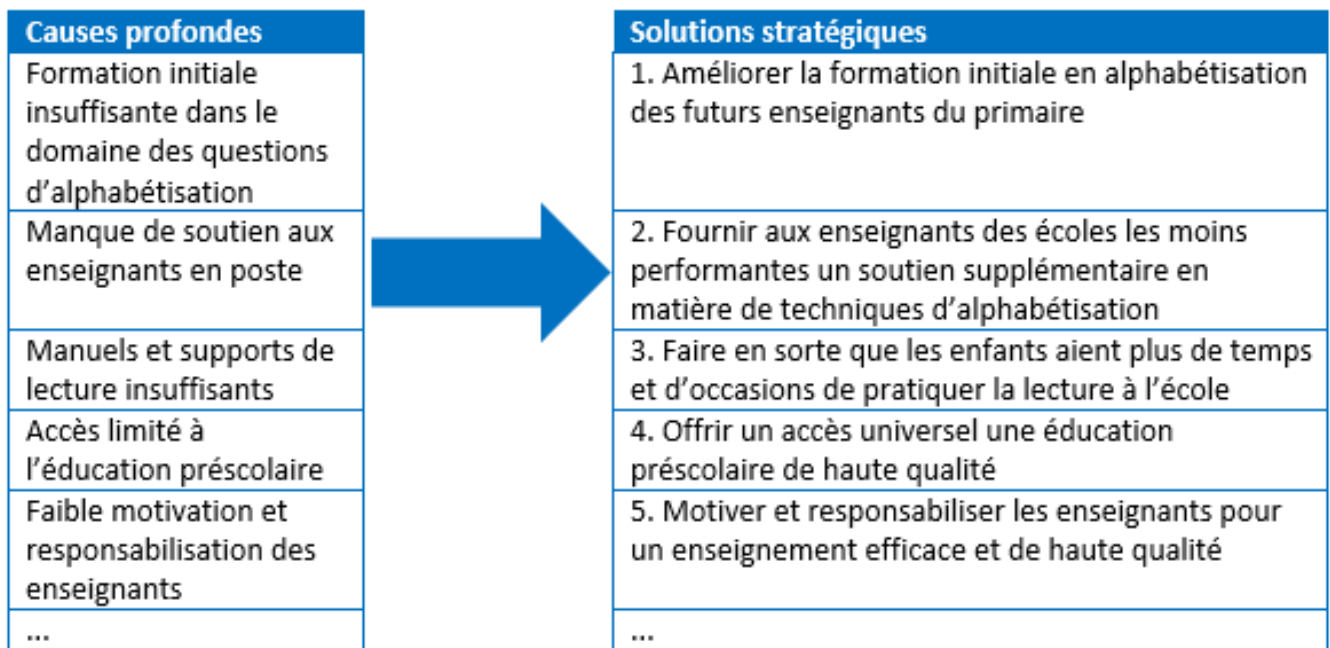 Causes profondes
Formation initiale
insuffisante dans le
domaine des questions
d’alphabétisation
Manque de soutien aux
enseignants en poste
Manuels et supports de
lecture insuffisants
Accès limité à
l’éducation préscolaire
Faible motivation et
responsabilisation des
enseignants
...
Solutions stratégiques
1. Améliorer la formation initiale en alphabétisation
des futurs enseignants du primaire
2. Fournir aux enseignants des écoles les moins
performantes un soutien supplémentaire en
matière de techniques d’alphabétisation
3. Faire en sorte que les enfants aient plus de temps
et d’occasions de pratiquer la lecture à l’école
4. Offrir un accès universel une éducation
préscolaire de haute qualité
5. Motiver et responsabiliser les enseignants pour
un enseignement efficace et de haute qualité
...